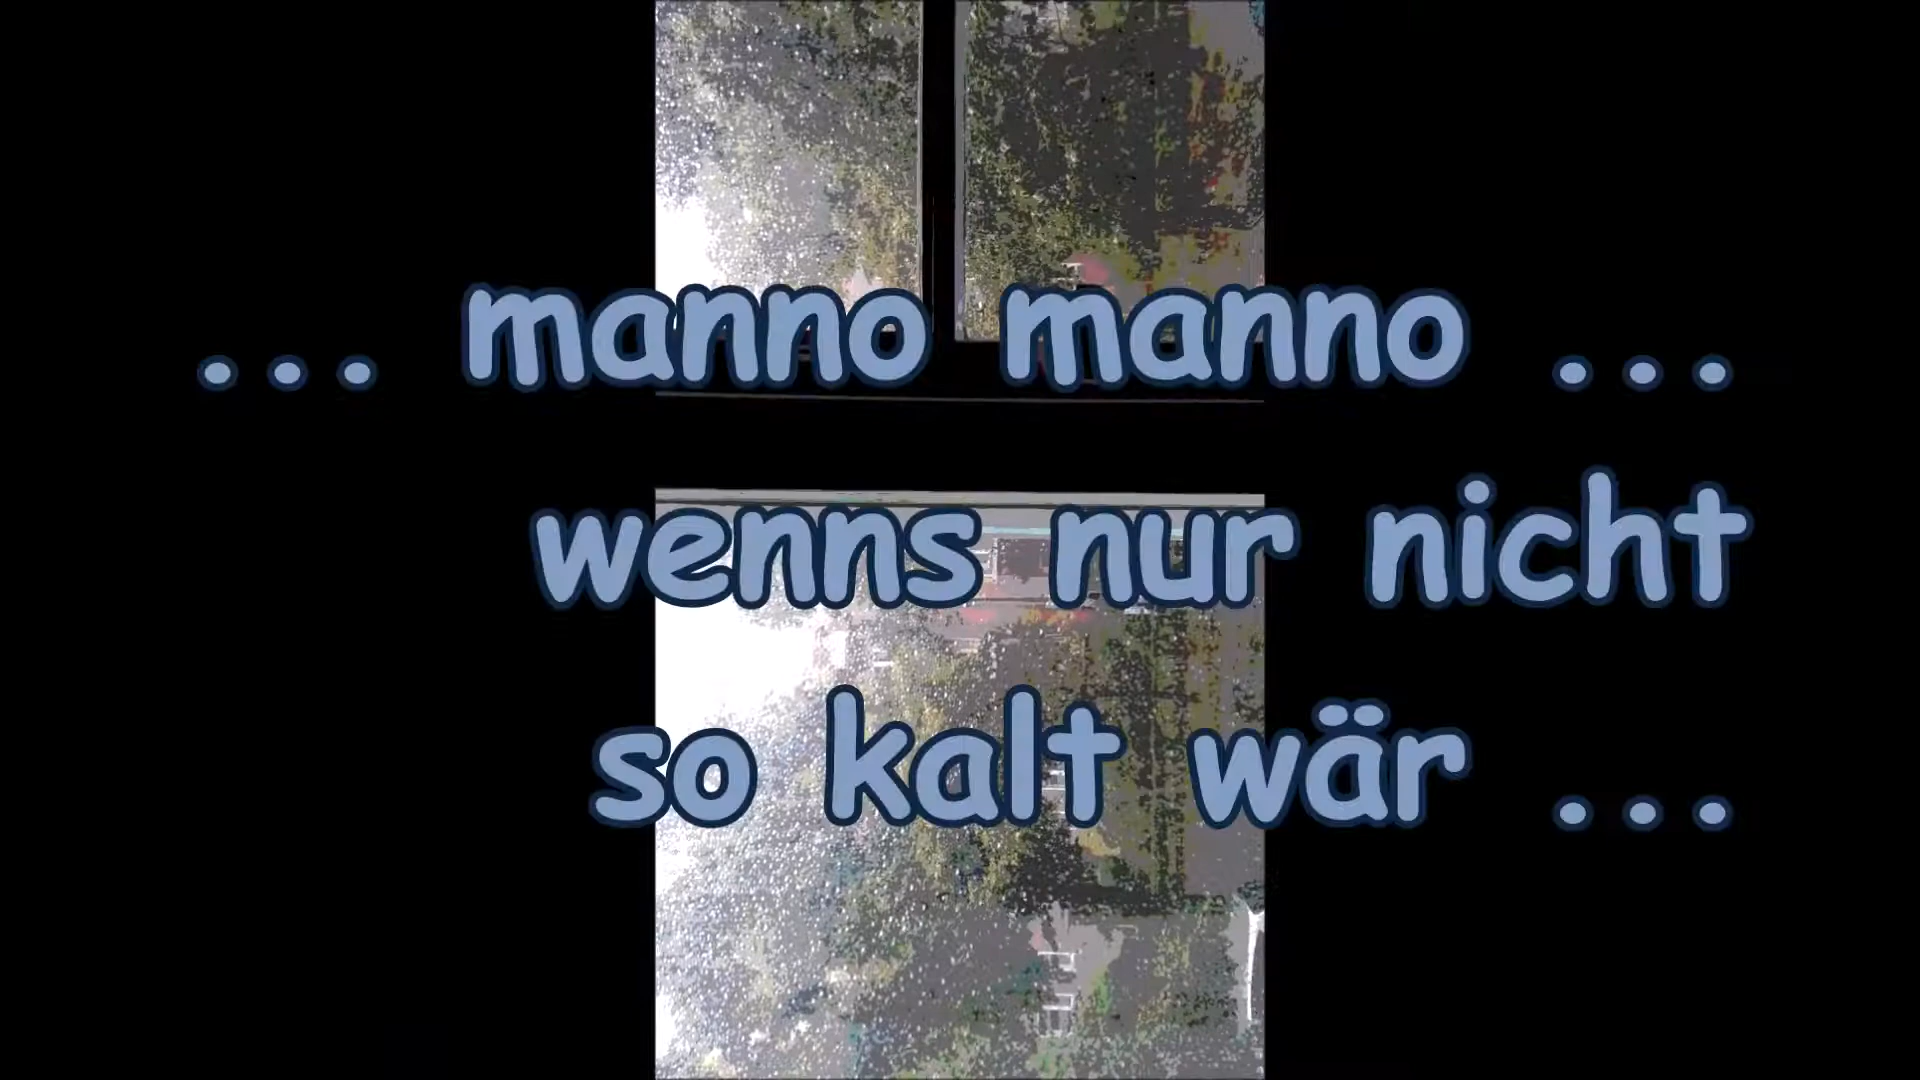 ... manno manno ...
wenns nur nicht
so kalt wär ...